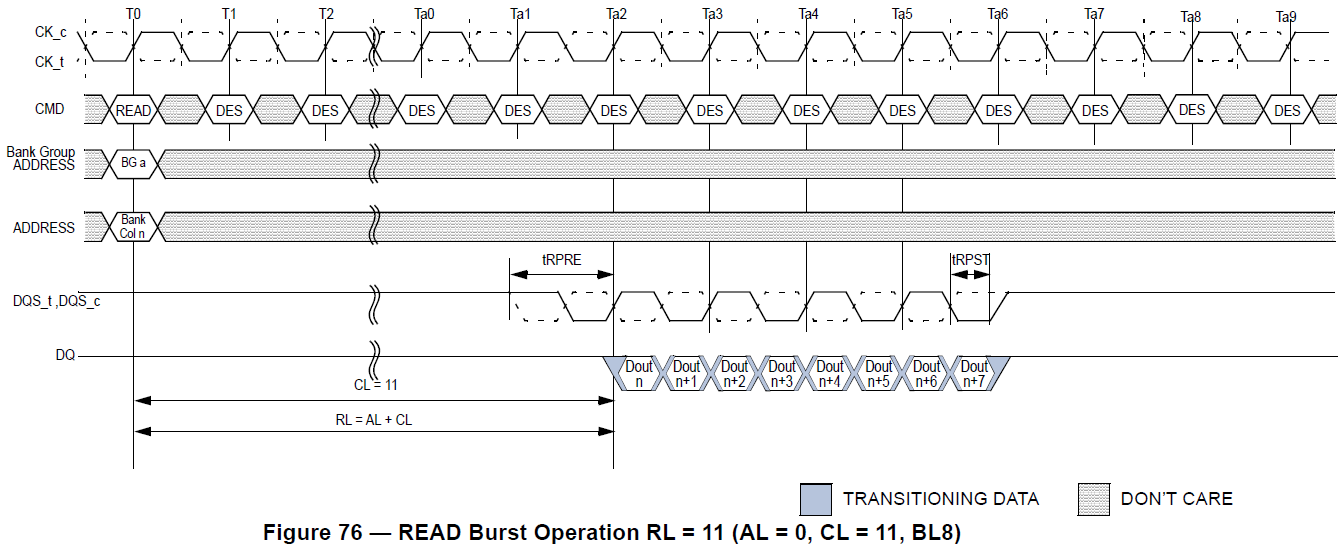 T0 T1 T2 Ta0 Ta1 Ta2 Ta3 Ta4 Ta5 Ta6 Ta7 Ta8 Ta9
CK_c
CK_t
CMD READ DES DES DES DES DES DES DES DES DES DES DES DES
Bank Group
ADDRESS
BG a
ADDRESS
Bank
Col n
tRPRE tRPST
DQS_t ,DQS_c
DQ
Dout Dout Dout Dout Dout Dout Dout Dout
n n+1 n+2 n+3 n+4 n+5 n+6 n+7
CL = 11
RL = AL + CL
TRANSITIONING DATA DON'T CARE
Figure 76 — READ Burst Operation RL = 11 (AL = 0, CL = 11, BL8)